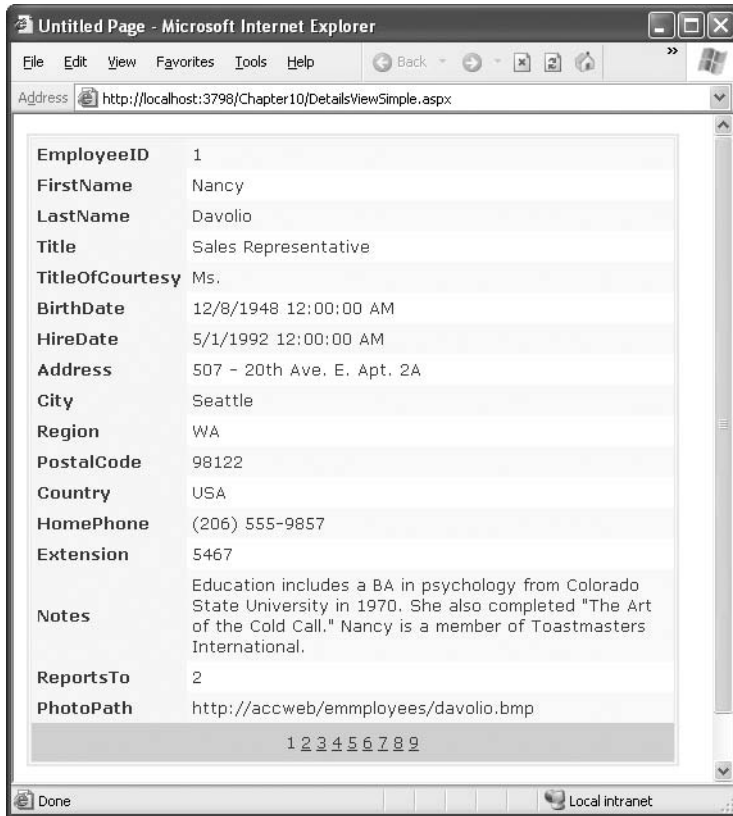 Untitled Page - Microsoft Internet Explorer
File Edit View Favorites Tools Help Back »
Address http://localhost:3798/Chapter10/DetailsViewSimple.aspx
EmployeeID 1
FirstName Nancy
LastName Davolio
Title Sales Representative
TitleOfCourtesy Ms.
BirthDate 12/8/1948 12:00:00 AM
HireDate 5/1/1992 12:00:00 AM
Address 507 - 20th Ave. E. Apt. 2A
City Seattle
Region WA
PostalCode 98122
Country USA
HomePhone (206) 555-9857
Extension 5467
Notes Education includes a BA in psychology from Colorado
State University in 1970. She also completed "The Art
of the Cold Call." Nancy is a member of Toastmasters
International.
ReportsTo 2
PhotoPath http://accweb/emmployees/davolio.bmp
1 2 3 4 5 6 7 8 9
Done Local intranet